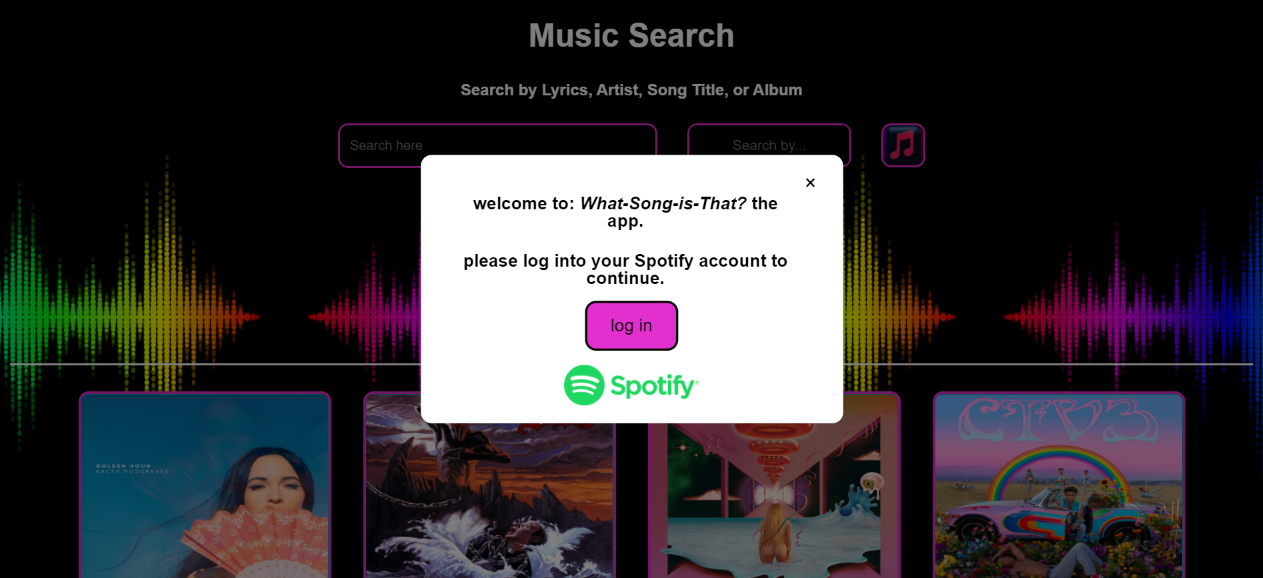 Music Search
Search by Lyrics, Artist, Song Title, or Album
Search here
Search by...
×
welcome to: What-Song-is-That? the
app.
please log into your Spotify account to
continue.
log in
Spotify®
GOLDEN HOUR
KACEY MUSGRAVES
CTV3